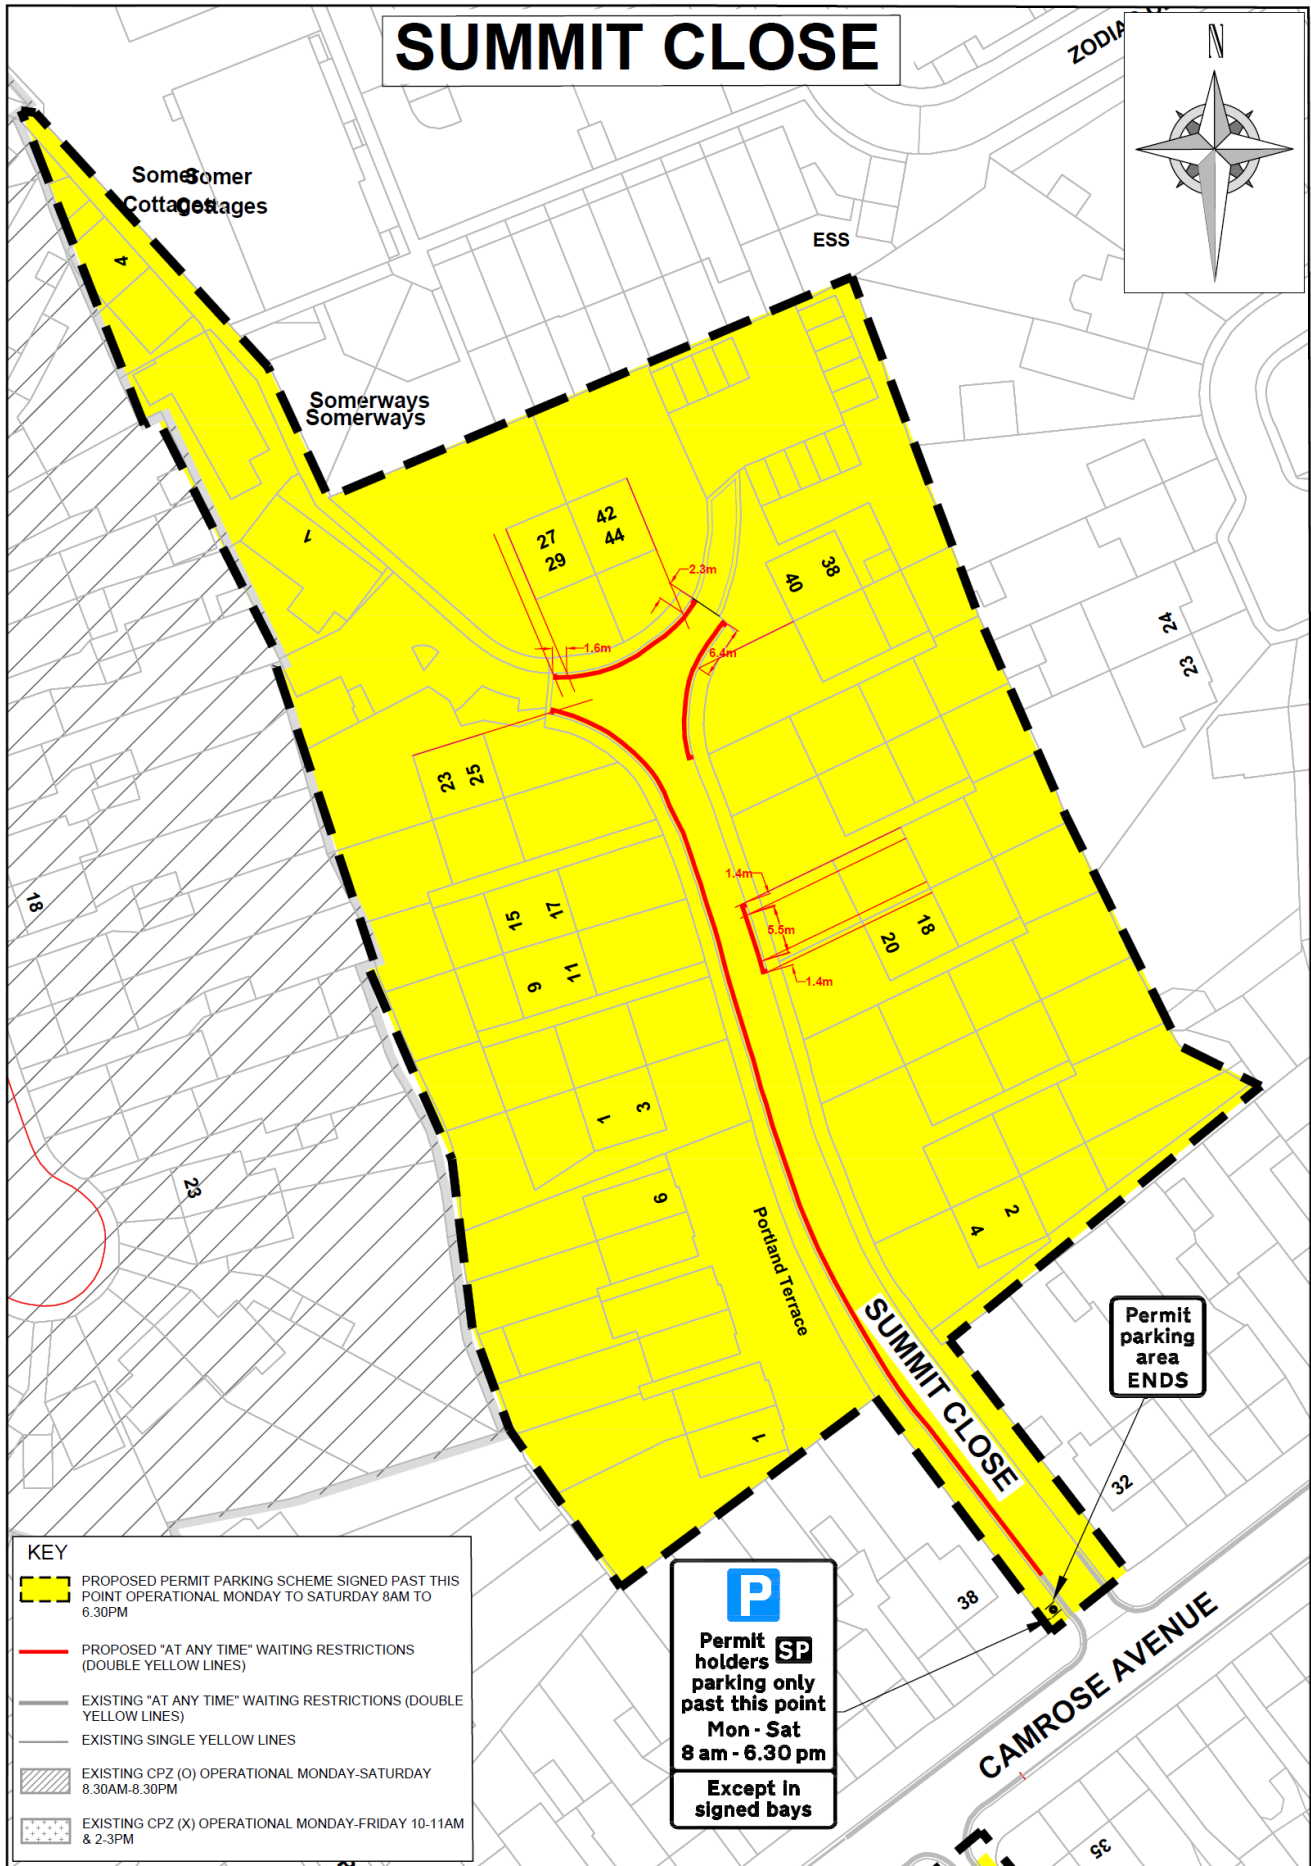 SUMMIT CLOSE
N
Somer
Cottages
Somer
Cottages
4
ESS
Somerways
Somerways
1
27
29
42
44
40
38
2.3m
1.6m
6.4m
24
23
23
25
18
15
17
9
11
1.4m
5.5m
1.4m
20
18
1
3
23
6
Portland Terrace
4
2
SUMMIT CLOSE
1
32
38
35
CAMROSE AVENUE
Permit
parking
area
ENDS
P
Permit
holders SP
parking only
past this point
Mon - Sat
8 am - 6.30 pm
Except in
signed bays
KEY
PROPOSED PERMIT PARKING SCHEME SIGNED PAST THIS
POINT OPERATIONAL MONDAY TO SATURDAY 8AM TO
6.30PM
PROPOSED "AT ANY TIME" WAITING RESTRICTIONS
(DOUBLE YELLOW LINES)
EXISTING "AT ANY TIME" WAITING RESTRICTIONS (DOUBLE
YELLOW LINES)
EXISTING SINGLE YELLOW LINES
EXISTING CPZ (O) OPERATIONAL MONDAY-SATURDAY
8.30AM-8.30PM
EXISTING CPZ (X) OPERATIONAL MONDAY-FRIDAY 10-11AM
& 2-3PM